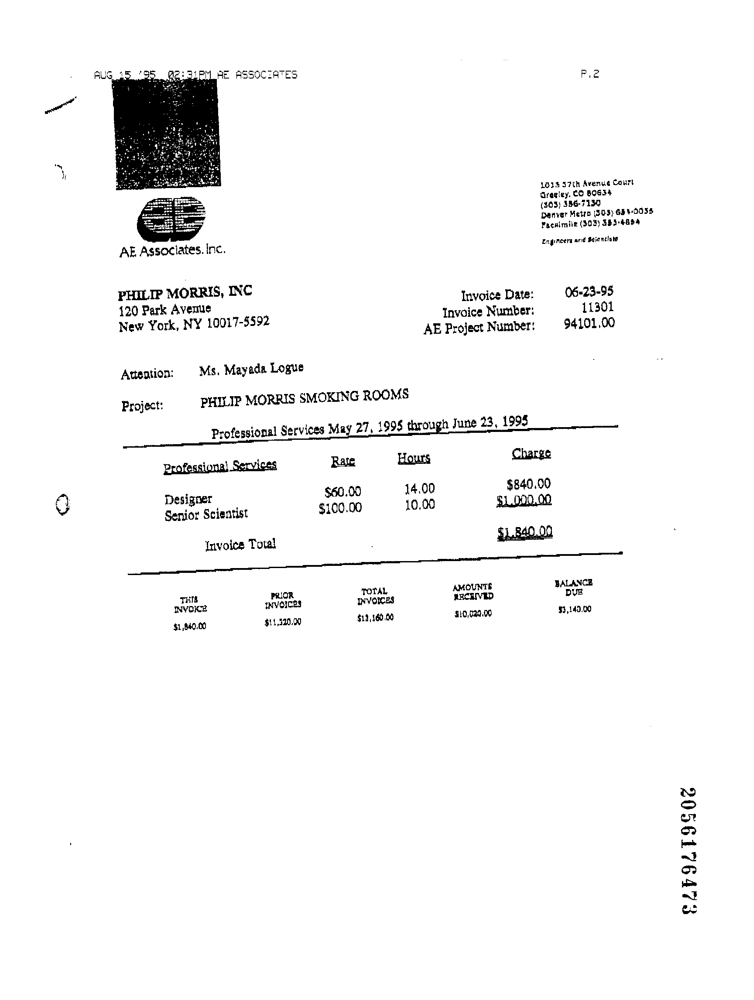 AUG 15 '95 02:31PM AE ASSOCIATES P.2
1015 37th Avenue Court
Greeley, CO 80634
(303) 386-7130
Denver Metro (303)
Facsimile (303)
Engineers and Scientists
AE Associates, Inc.
PHILIP MORRIS, INC
120 Park Avenue
New York, NY 10017-5592
Invoice Date: 06-23-95
Invoice Number: 11301
AE Project Number: 94101.00
Attention: Ms. Mayada Logue
Project: PHILIP MORRIS SMOKING ROOMS
Professional Services May 27, 1995 through June 23, 1995
Professional Services Rate Hours Charge
Designer $60.00 14.00 $840.00
Senior Scientist $100.00 10.00 $1,000.00
Invoice Total $1,840.00
THIS INVOICE PRIOR INVOICES TOTAL INVOICES AMOUNTS RECEIVED BALANCE DUE
$1,840.00 $11,320.00 $13,160.00 $10,020.00 $3,140.00
2056176473